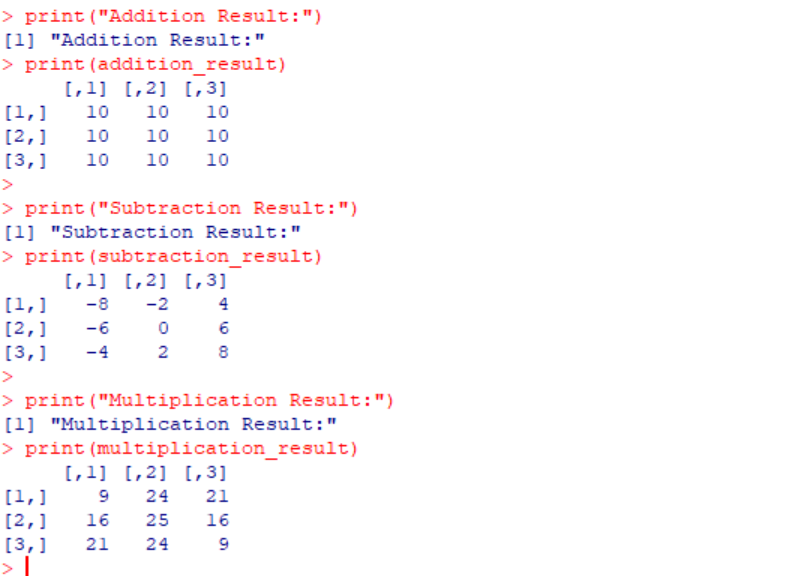 > print("Addition Result:")
[1] "Addition Result:"
> print(addition_result)
     [,1] [,2] [,3]
[1,]   10   10   10
[2,]   10   10   10
[3,]   10   10   10
>
> print("Subtraction Result:")
[1] "Subtraction Result:"
> print(subtraction_result)
     [,1] [,2] [,3]
[1,]   -8   -2    4
[2,]   -6    0    6
[3,]   -4    2    8
>
> print("Multiplication Result:")
[1] "Multiplication Result:"
> print(multiplication_result)
     [,1] [,2] [,3]
[1,]    9   24   21
[2,]   16   25   16
[3,]   21   24    9
>